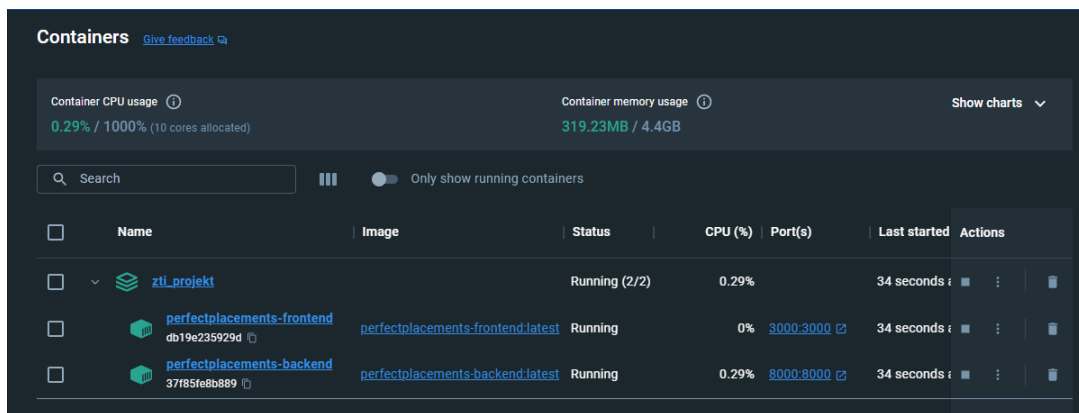 Containers Give feedback
Container CPU usage
0.29% / 1000% (10 cores allocated)
Container memory usage
319.23MB / 4.4GB
Show charts
Search
Only show running containers
Name Image Status CPU (%) Port(s) Last started Actions
zti_projekt Running (2/2) 0.29% 34 seconds a
perfectplacements-frontend
db19e235929d
perfectplacements-frontend:latest Running 0% 3000:3000 34 seconds a
perfectplacements-backend
37f85fe8b889
perfectplacements-backend:latest Running 0.29% 8000:8000 34 seconds a